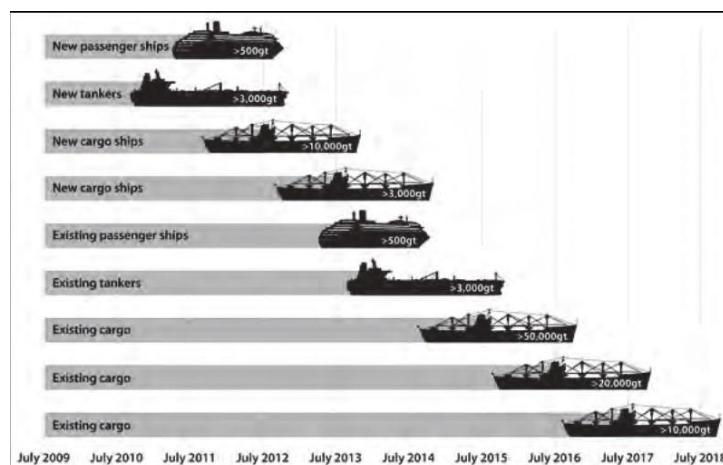 New passenger ships >500gt
New tankers >3,000gt
New cargo ships >10,000gt
New cargo ships >3,000gt
Existing passenger ships >500gt
Existing tankers >3,000gt
Existing cargo >50,000gt
Existing cargo >20,000gt
Existing cargo >10,000gt
July 2009 July 2010 July 2011 July 2012 July 2013 July 2014 July 2015 July 2016 July 2017 July 2018